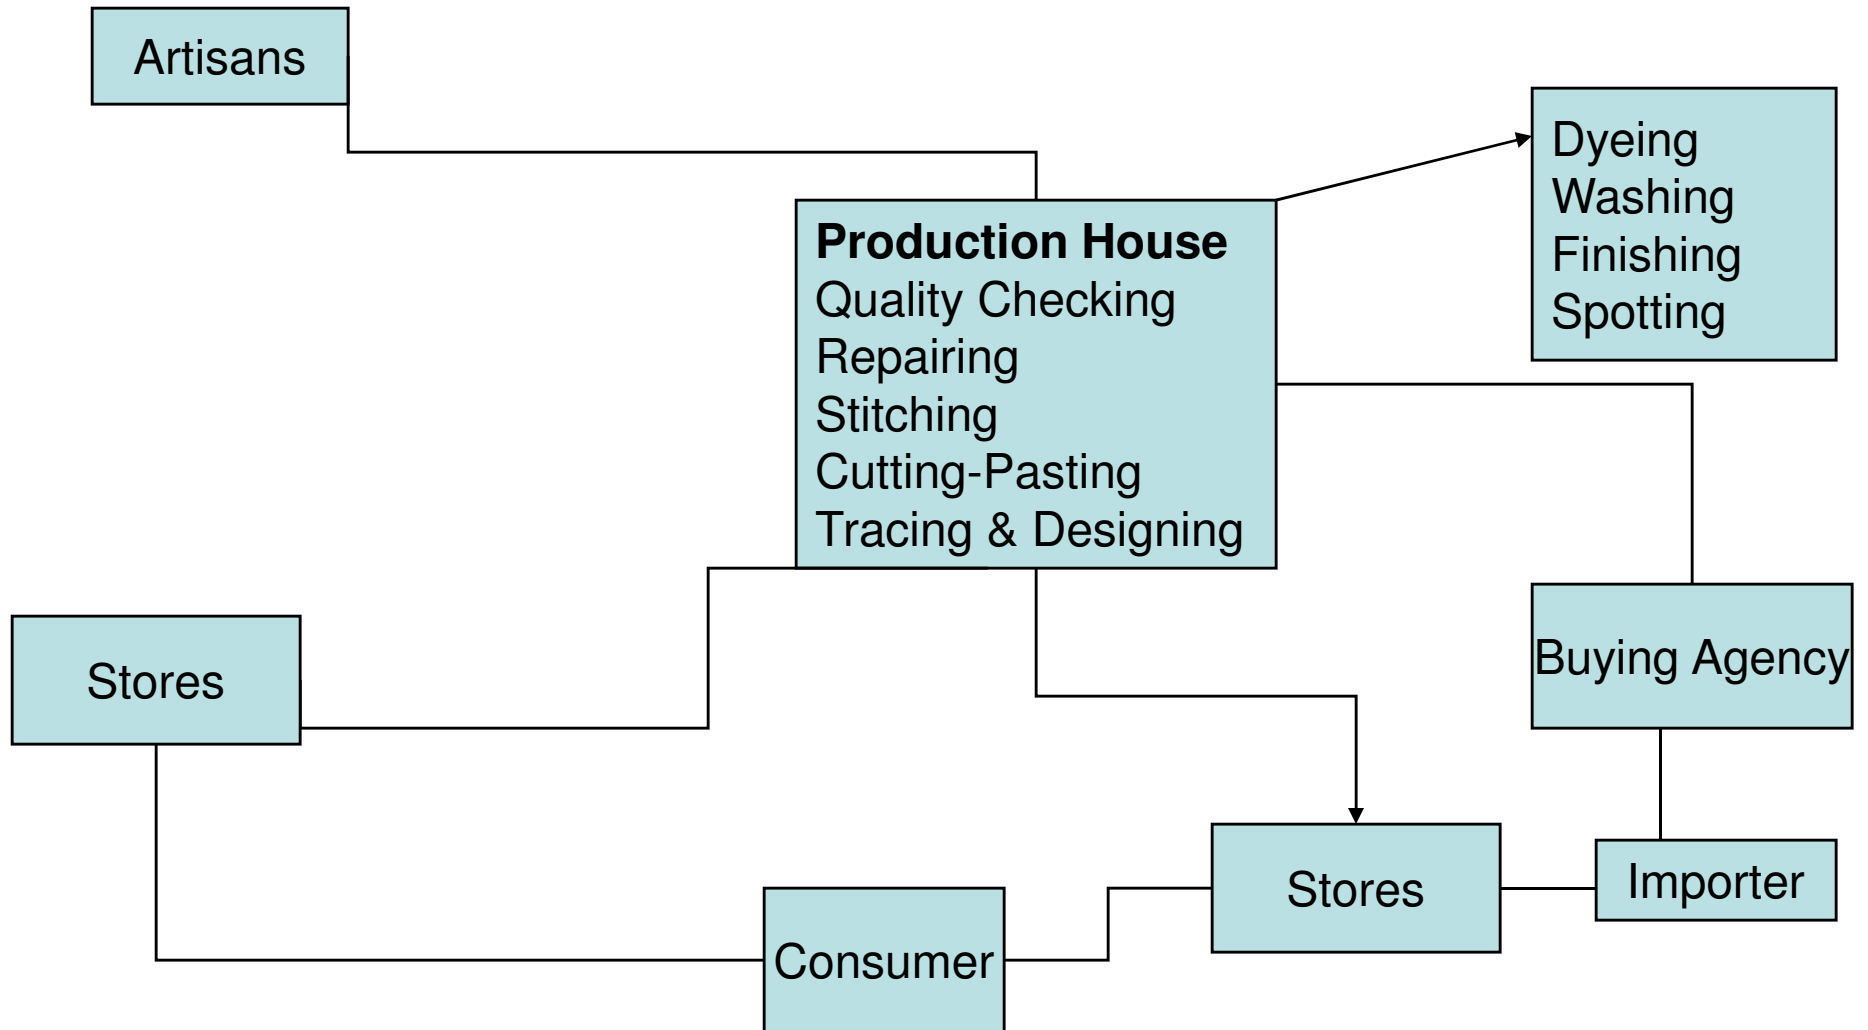 Artisans
Dyeing
Washing
Finishing
Spotting
Production House
Quality Checking
Repairing
Stitching
Cutting-Pasting
Tracing & Designing
Stores
Buying Agency
Stores
Importer
Consumer